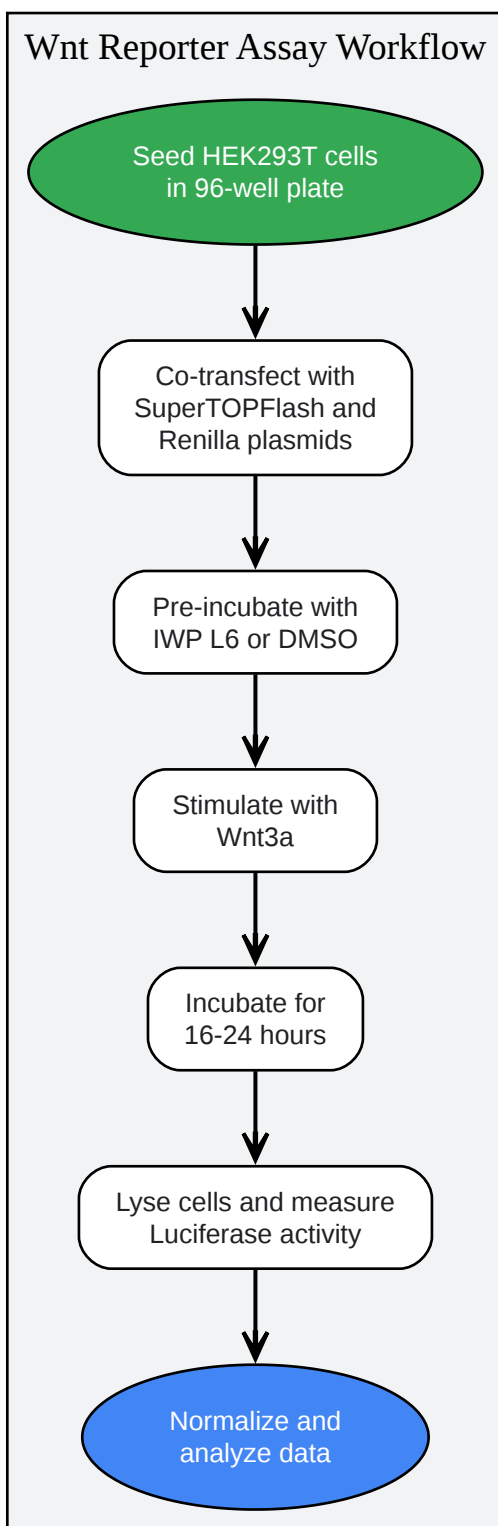 Wnt Reporter Assay Workflow
Seed HEK293T cells
in 96-well plate
Co-transfect with
SuperTOPFlash and
Renilla plasmids
Pre-incubate with
IWP L6 or DMSO
Stimulate with
Wnt3a
Incubate for
16-24 hours
Lyse cells and measure
Luciferase activity
Normalize and
analyze data